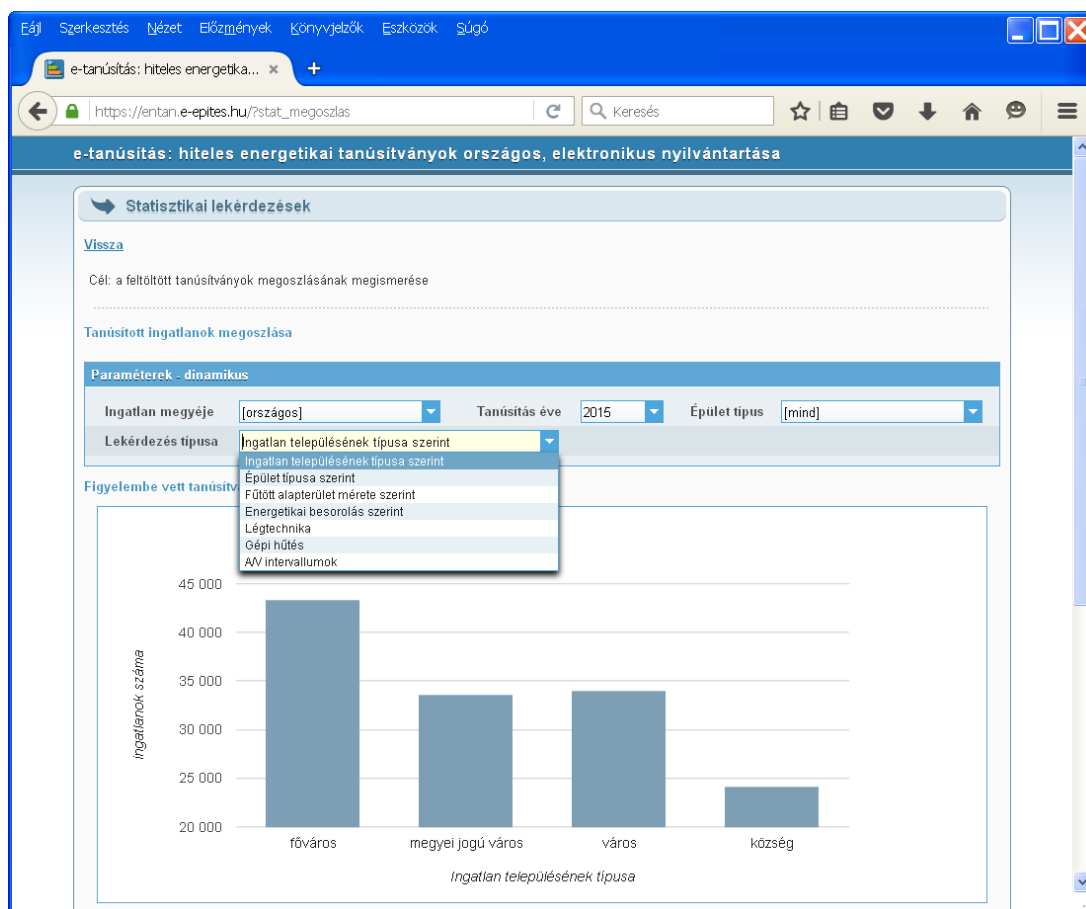 Fájl Szerkesztés Nézet Előzmények Könyvjelzők Eszközök Súgó
e-tanúsítás: hiteles energetika... × +
https://entan.e-epites.hu/?stat_megoszlas Keresés
e-tanúsítás: hiteles energetikai tanúsítványok országos, elektronikus nyilvántartása
Statisztikai lekérdezések
Vissza
Cél: a feltöltött tanúsítványok megoszlásának megismerése
Tanúsított ingatlanok megoszlása
Paraméterek - dinamikus
Ingatlan megyéje [országos] Tanúsítás éve 2015 Épület típus [mind]
Lekérdezés típusa Ingatlan településének típusa szerint
Ingatlan településének típusa szerint
Épület típusa szerint
Fűtött alapterület mérete szerint
Energetikai besorolás szerint
Légtechnika
Gépi hűtés
A/V intervallumok
Figyelembe vett
45 000
40 000
35 000
30 000
25 000
20 000
ingatlanok száma
főváros megyei jogú város város község
Ingatlan településének típusa